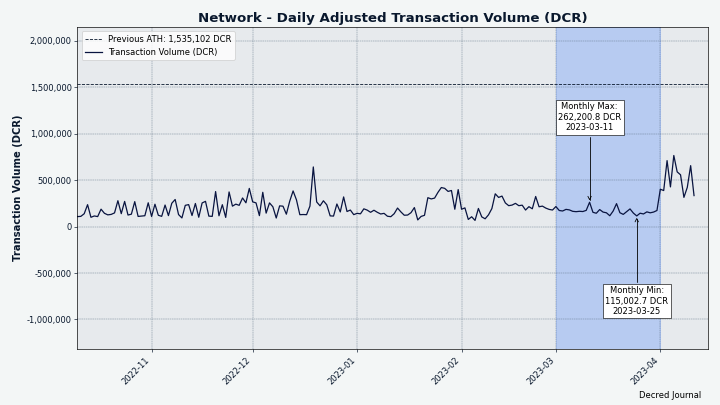 Network - Daily Adjusted Transaction Volume (DCR)
Previous ATH: 1,535,102 DCR
Transaction Volume (DCR)
Transaction Volume (DCR)
2,000,000
1,500,000
1,000,000
500,000
0
-500,000
-1,000,000
Monthly Max:
262,200.8 DCR
2023-03-11
Monthly Min:
115,002.7 DCR
2023-03-25
2022-11
2022-12
2023-01
2023-02
2023-03
2023-04
Decred Journal